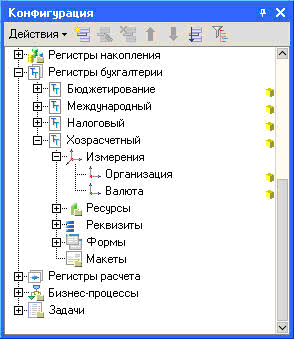 Конфигурация
Действия
Регистры накопления
Регистры бухгалтерии
Бюджетирование
Международный
Налоговый
Хозрасчетный
Измерения
Организация
Валюта
Ресурсы
Реквизиты
Формы
Макеты
Регистры расчета
Бизнес-процессы
Задачи